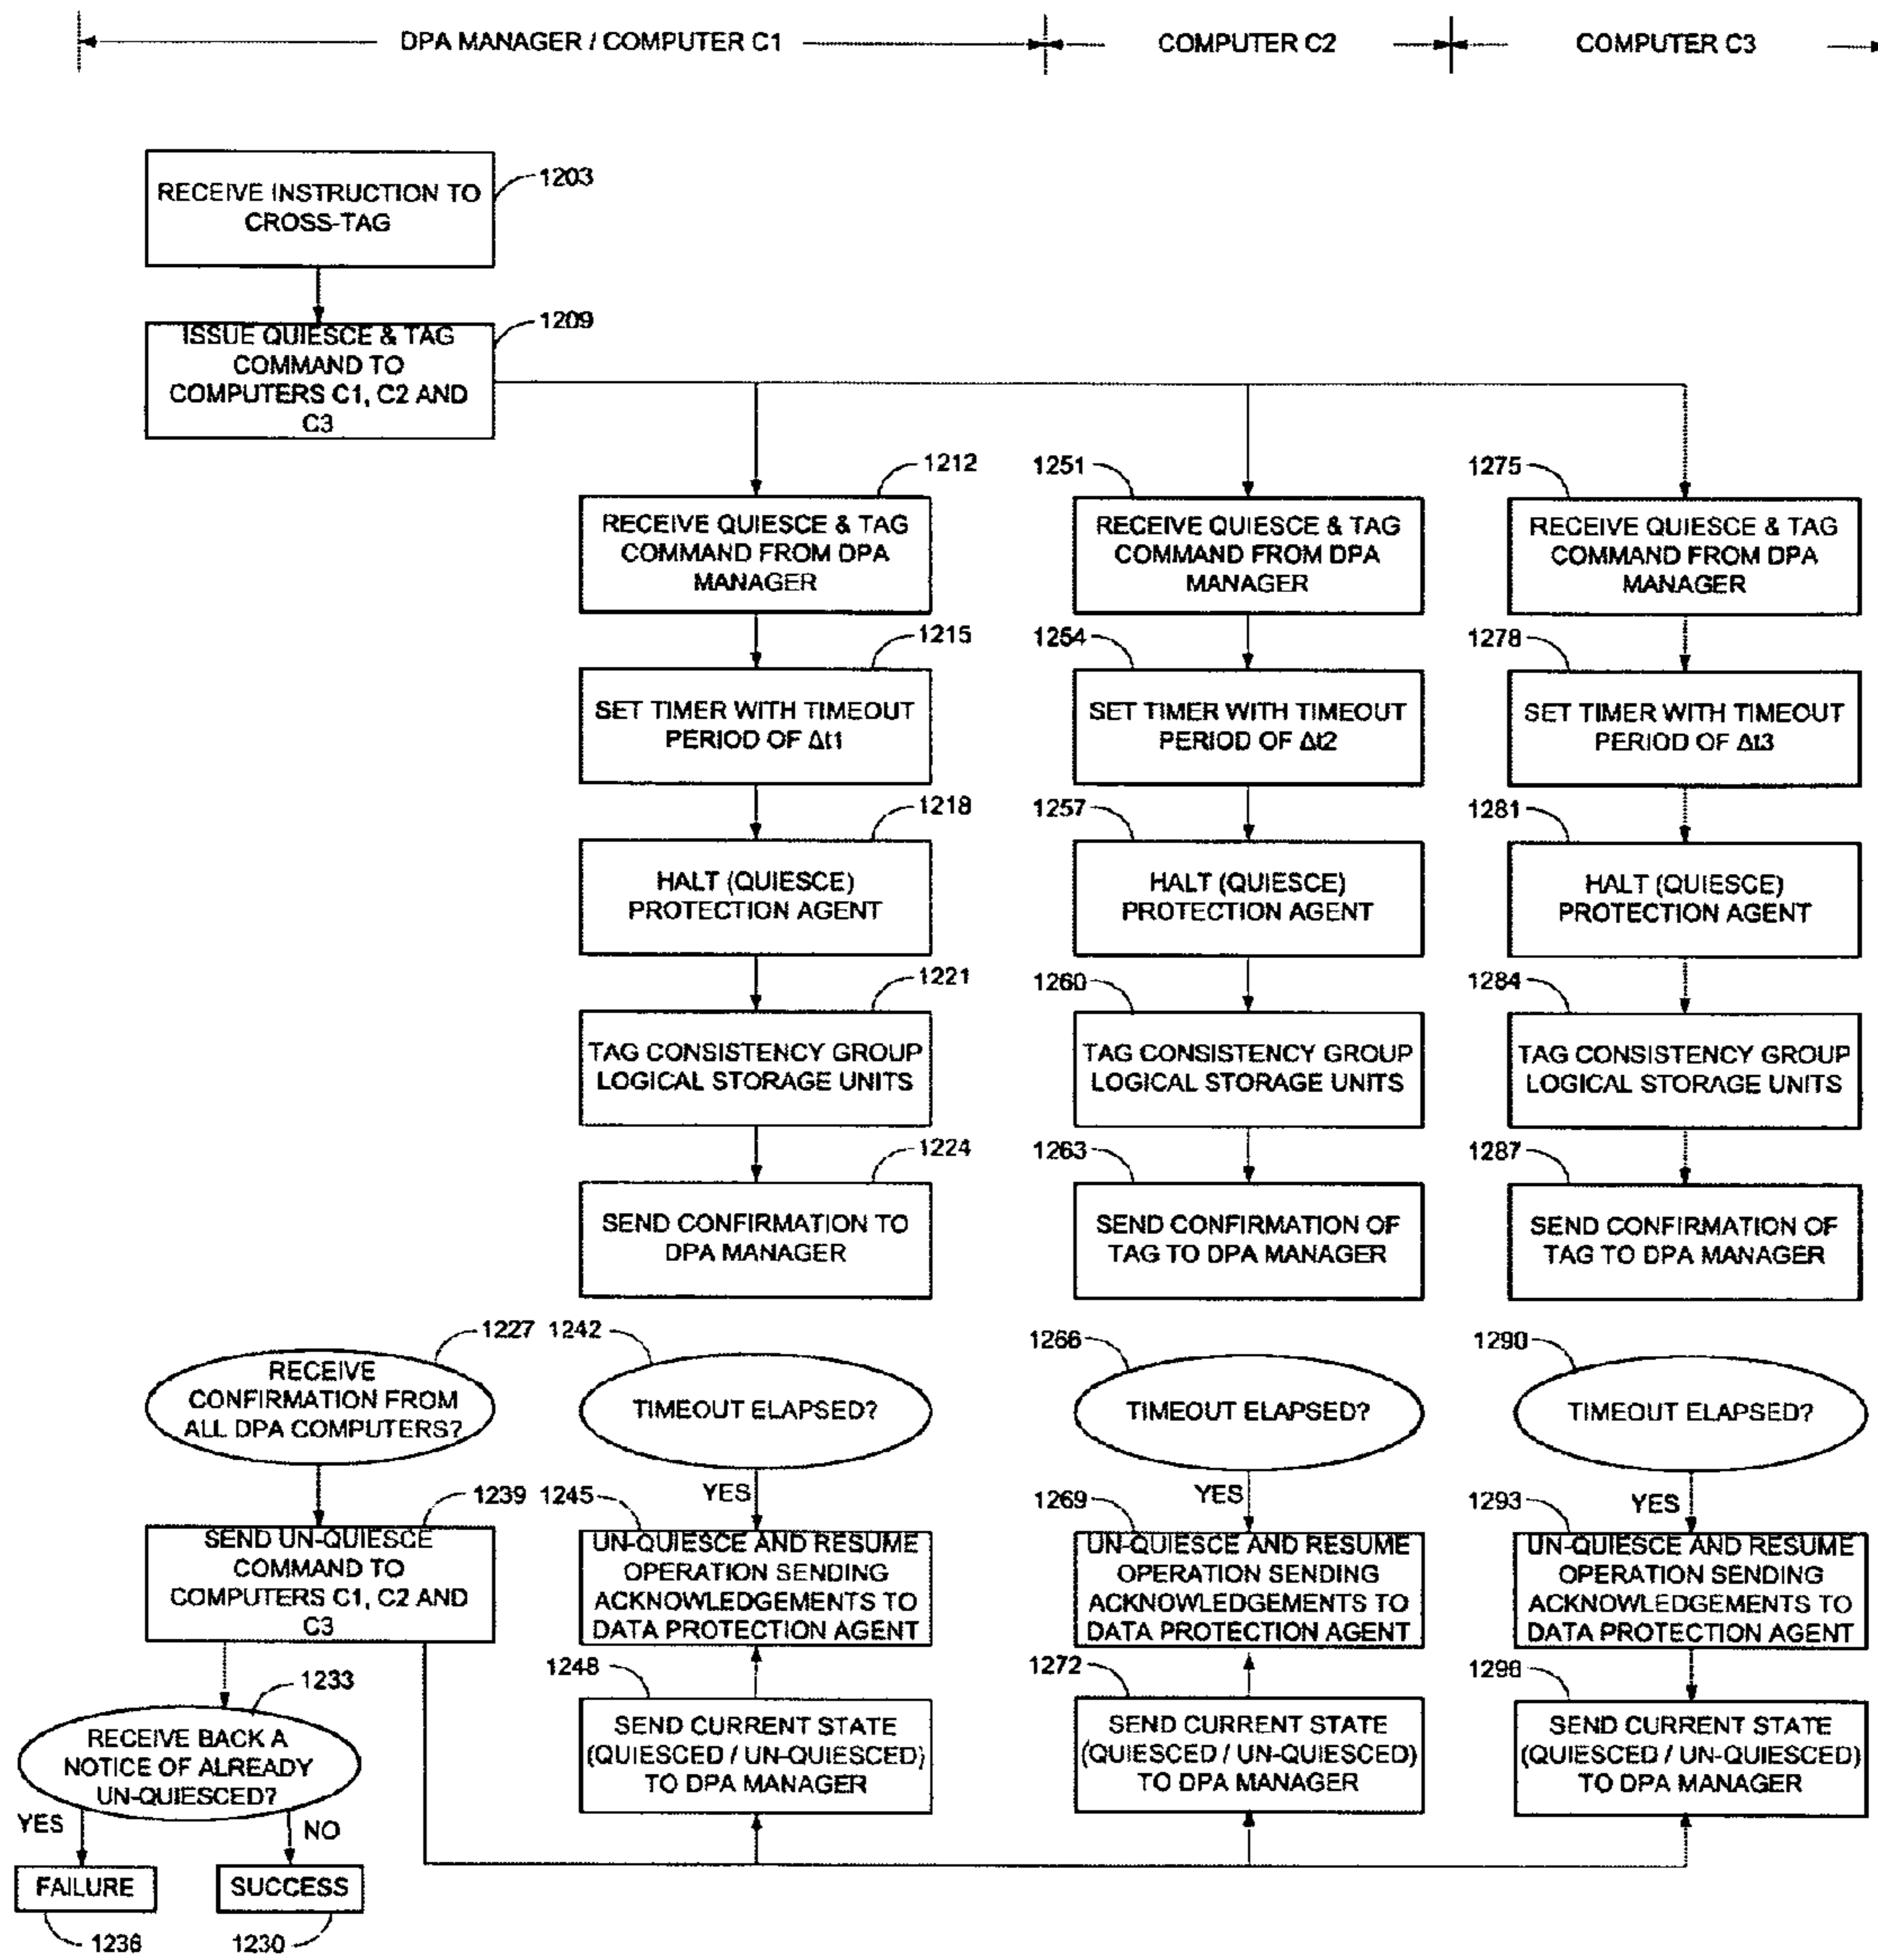 DPA MANAGER / COMPUTER C1
COMPUTER C2
COMPUTER C3
RECEIVE INSTRUCTION TO
CROSS-TAG
1203
ISSUE QUIESCE & TAG
COMMAND TO
COMPUTERS C1, C2 AND
C3
1209
1212
RECEIVE QUIESCE & TAG
COMMAND FROM DPA
MANAGER
1251
RECEIVE QUIESCE & TAG
COMMAND FROM DPA
MANAGER
1275
RECEIVE QUIESCE & TAG
COMMAND FROM DPA
MANAGER
1215
SET TIMER WITH TIMEOUT
PERIOD OF Δt1
1254
SET TIMER WITH TIMEOUT
PERIOD OF Δt2
1278
SET TIMER WITH TIMEOUT
PERIOD OF Δt3
1218
HALT (QUIESCE)
PROTECTION AGENT
1257
HALT (QUIESCE)
PROTECTION AGENT
1281
HALT (QUIESCE)
PROTECTION AGENT
1221
TAG CONSISTENCY GROUP
LOGICAL STORAGE UNITS
1260
TAG CONSISTENCY GROUP
LOGICAL STORAGE UNITS
1284
TAG CONSISTENCY GROUP
LOGICAL STORAGE UNITS
1224
SEND CONFIRMATION TO
DPA MANAGER
1263
SEND CONFIRMATION OF
TAG TO DPA MANAGER
1287
SEND CONFIRMATION OF
TAG TO DPA MANAGER
1227
RECEIVE
CONFIRMATION FROM
ALL DPA COMPUTERS?
1242
TIMEOUT ELAPSED?
1266
TIMEOUT ELAPSED?
1290
TIMEOUT ELAPSED?
YES
YES
YES
1239
SEND UN-QUIESCE
COMMAND TO
COMPUTERS C1, C2 AND
C3
1245
UN-QUIESCE AND RESUME
OPERATION SENDING
ACKNOWLEDGEMENTS TO
DATA PROTECTION AGENT
1269
UN-QUIESCE AND RESUME
OPERATION SENDING
ACKNOWLEDGEMENTS TO
DATA PROTECTION AGENT
1293
UN-QUIESCE AND RESUME
OPERATION SENDING
ACKNOWLEDGEMENTS TO
DATA PROTECTION AGENT
1233
RECEIVE BACK A
NOTICE OF ALREADY
UN-QUIESCED?
1248
SEND CURRENT STATE
(QUIESCED / UN-QUIESCED)
TO DPA MANAGER
1272
SEND CURRENT STATE
(QUIESCED / UN-QUIESCED)
TO DPA MANAGER
1296
SEND CURRENT STATE
(QUIESCED / UN-QUIESCED)
TO DPA MANAGER
YES
NO
FAILURE
SUCCESS
1236
1230